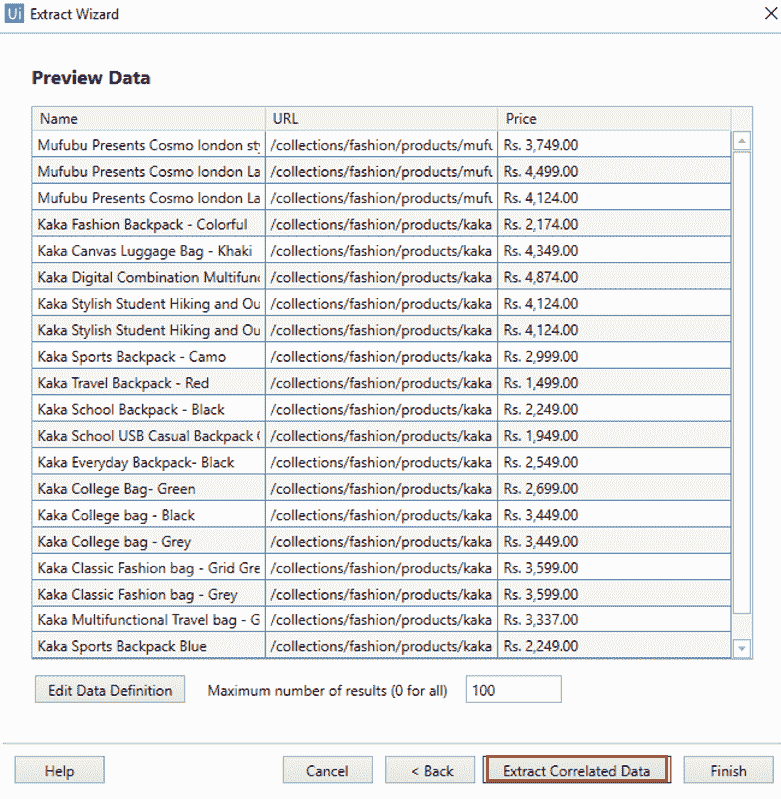 Ui Extract Wizard
Preview Data
Name URL Price
Mufubu Presents Cosmo london sty /collections/fashion/products/mufu Rs. 3,749.00
Mufubu Presents Cosmo london La /collections/fashion/products/mufu Rs. 4,499.00
Mufubu Presents Cosmo london La /collections/fashion/products/mufu Rs. 4,124.00
Kaka Fashion Backpack - Colorful /collections/fashion/products/kaka Rs. 2,174.00
Kaka Canvas Luggage Bag - Khaki /collections/fashion/products/kaka Rs. 4,349.00
Kaka Digital Combination Multifunc /collections/fashion/products/kaka Rs. 4,874.00
Kaka Stylish Student Hiking and Ou /collections/fashion/products/kaka Rs. 4,124.00
Kaka Stylish Student Hiking and Ou /collections/fashion/products/kaka Rs. 4,124.00
Kaka Sports Backpack - Camo /collections/fashion/products/kaka Rs. 2,999.00
Kaka Travel Backpack - Red /collections/fashion/products/kaka Rs. 1,499.00
Kaka School Backpack - Black /collections/fashion/products/kaka Rs. 2,249.00
Kaka School USB Casual Backpack /collections/fashion/products/kaka Rs. 1,949.00
Kaka Everyday Backpack- Black /collections/fashion/products/kaka Rs. 2,549.00
Kaka College Bag- Green /collections/fashion/products/kaka Rs. 2,699.00
Kaka College bag - Black /collections/fashion/products/kaka Rs. 3,449.00
Kaka College bag - Grey /collections/fashion/products/kaka Rs. 3,449.00
Kaka Classic Fashion bag - Grid Gre /collections/fashion/products/kaka Rs. 3,599.00
Kaka Classic Fashion bag - Grey /collections/fashion/products/kaka Rs. 3,599.00
Kaka Multifunctional Travel bag - G /collections/fashion/products/kaka Rs. 3,337.00
Kaka Sports Backpack Blue /collections/fashion/products/kaka Rs. 2,249.00
Edit Data Definition Maximum number of results (0 for all) 100
Help Cancel < Back Extract Correlated Data Finish